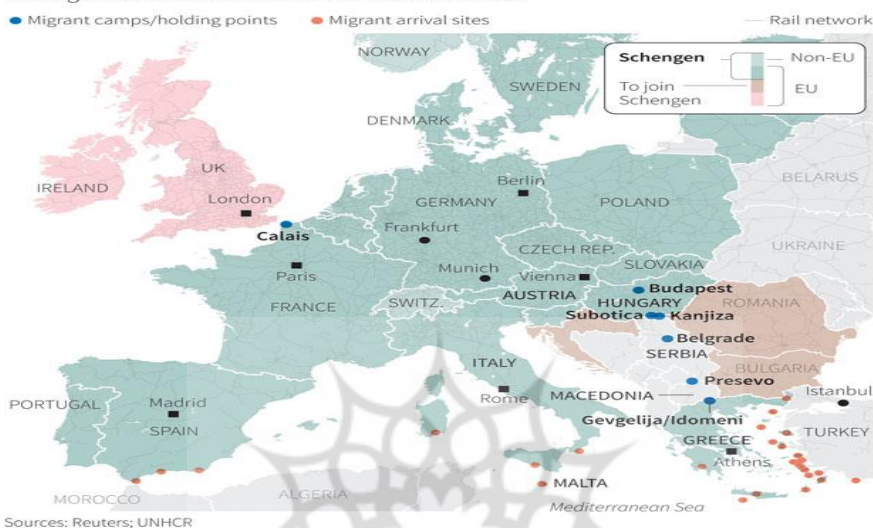 Migrant camps/holding points
Migrant arrival sites
Rail network
Schengen
Non-EU
To join
Schengen
EU
NORWAY
SWEDEN
DENMARK
IRELAND
UK
London
Calais
Berlin
GERMANY
POLAND
BELARUS
Frankfurt
UKRAINE
CZECH REP.
SLOVAKIA
Paris
Munich
Vienna
AUSTRIA
Budapest
HUNGARY
ROMANIA
FRANCE
SWITZ.
Subotica
Kanjiza
Belgrade
SERBIA
ITALY
BULGARIA
Presevo
PORTUGAL
Madrid
SPAIN
Rome
MACEDONIA
Istanbul
Gevgelija/Idomeni
GREECE
TURKEY
Athens
MALTA
MOROCCO
ALGERIA
Mediterranean Sea
Sources: Reuters; UNHCR